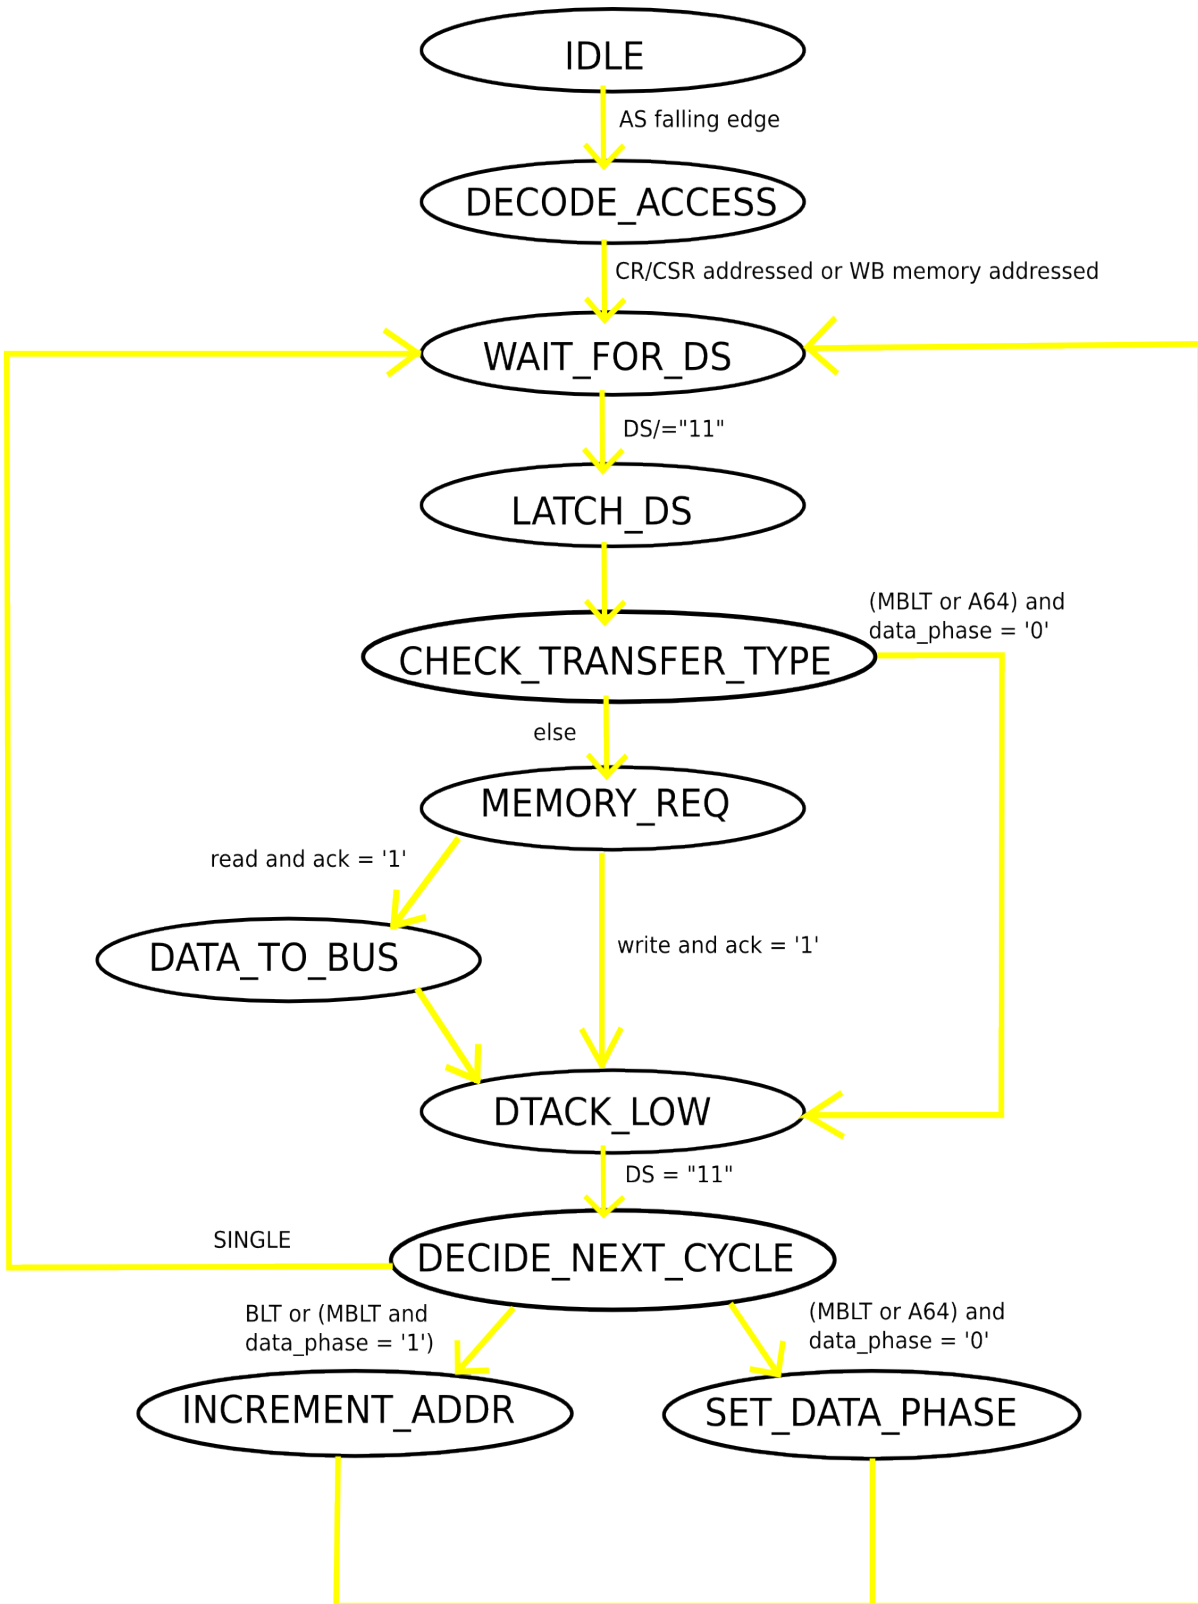 IDLE
AS falling edge
DECODE_ACCESS
CR/CSR addressed or WB memory addressed
WAIT_FOR_DS
DS/="11"
LATCH_DS
(MBLT or A64) and
data_phase = '0'
CHECK_TRANSFER_TYPE
else
MEMORY_REQ
read and ack = '1'
write and ack = '1'
DATA_TO_BUS
DTACK_LOW
DS = "11"
SINGLE
DECIDE_NEXT_CYCLE
BLT or (MBLT and
data_phase = '1')
(MBLT or A64) and
data_phase = '0'
INCREMENT_ADDR
SET_DATA_PHASE